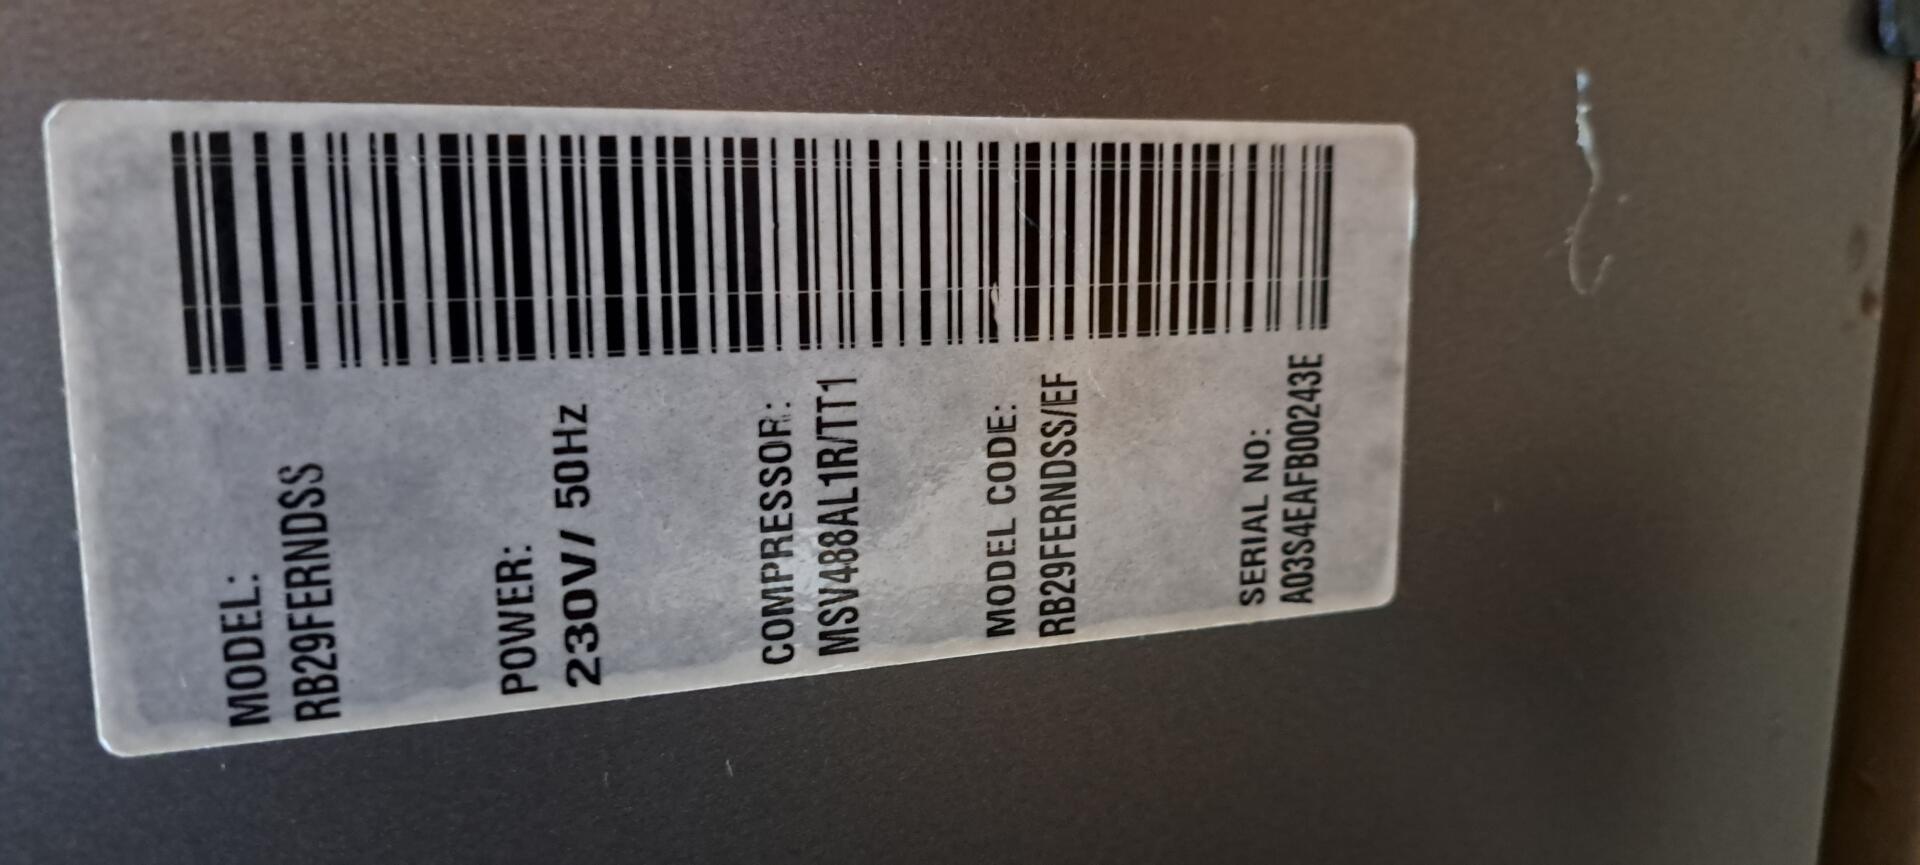 MODEL:
RB29FERNDSS
POWER:
230V/ 50Hz
COMPRESSOR:
MSV488AL1R/TT1
MODEL CODE:
RB29FERNDSS/EF
SERIAL NO:
A03S4EAFB00243E